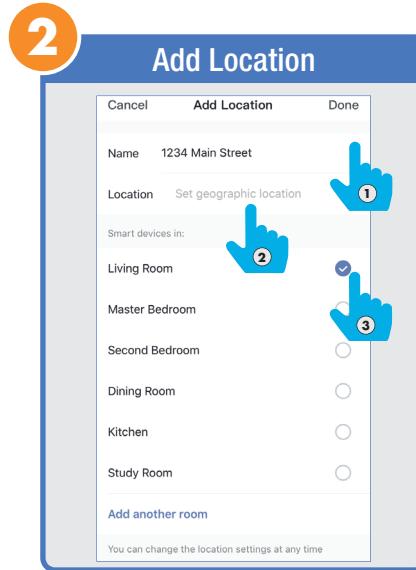 2
Add Location
Cancel Add Location Done
Name 1234 Main Street
1
Location Set geographic location
2
Smart devices in:
Living Room
3
Master Bedroom
Second Bedroom
Dining Room
Kitchen
Study Room
Add another room
You can change the location settings at any time